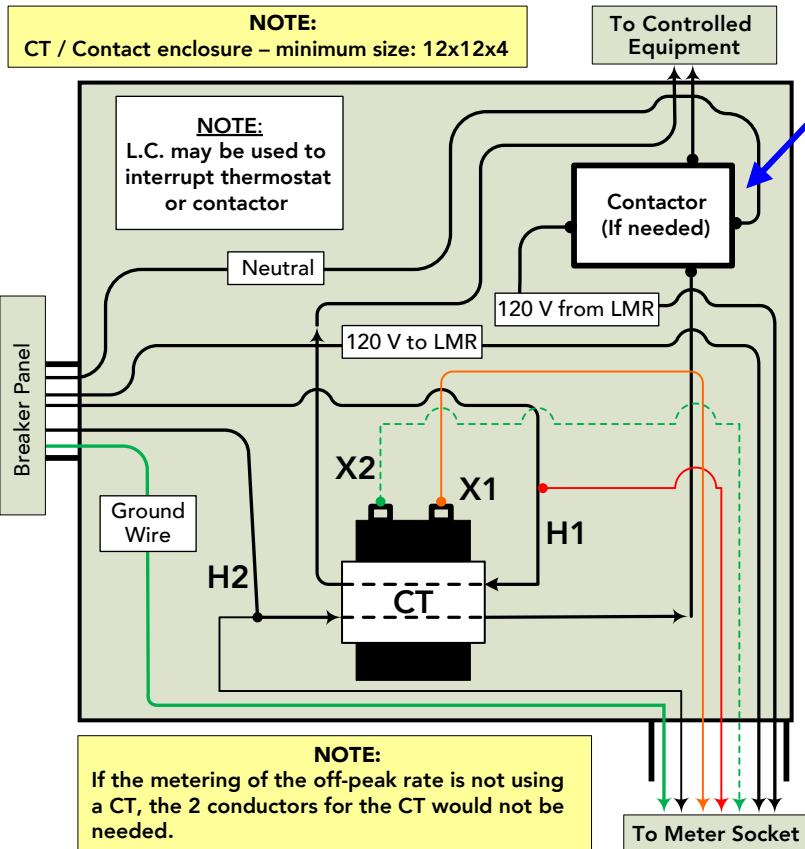 NOTE:
CT / Contact enclosure – minimum size: 12x12x4
To Controlled
Equipment
NOTE:
L.C. may be used to
interrupt thermostat
or contactor
Contactor
(If needed)
Neutral
120 V from LMR
120 V to LMR
Breaker Panel
X2
X1
Ground
Wire
H1
H2
CT
NOTE:
If the metering of the off-peak rate is not using
a CT, the 2 conductors for the CT would not be
needed.
To Meter Socket